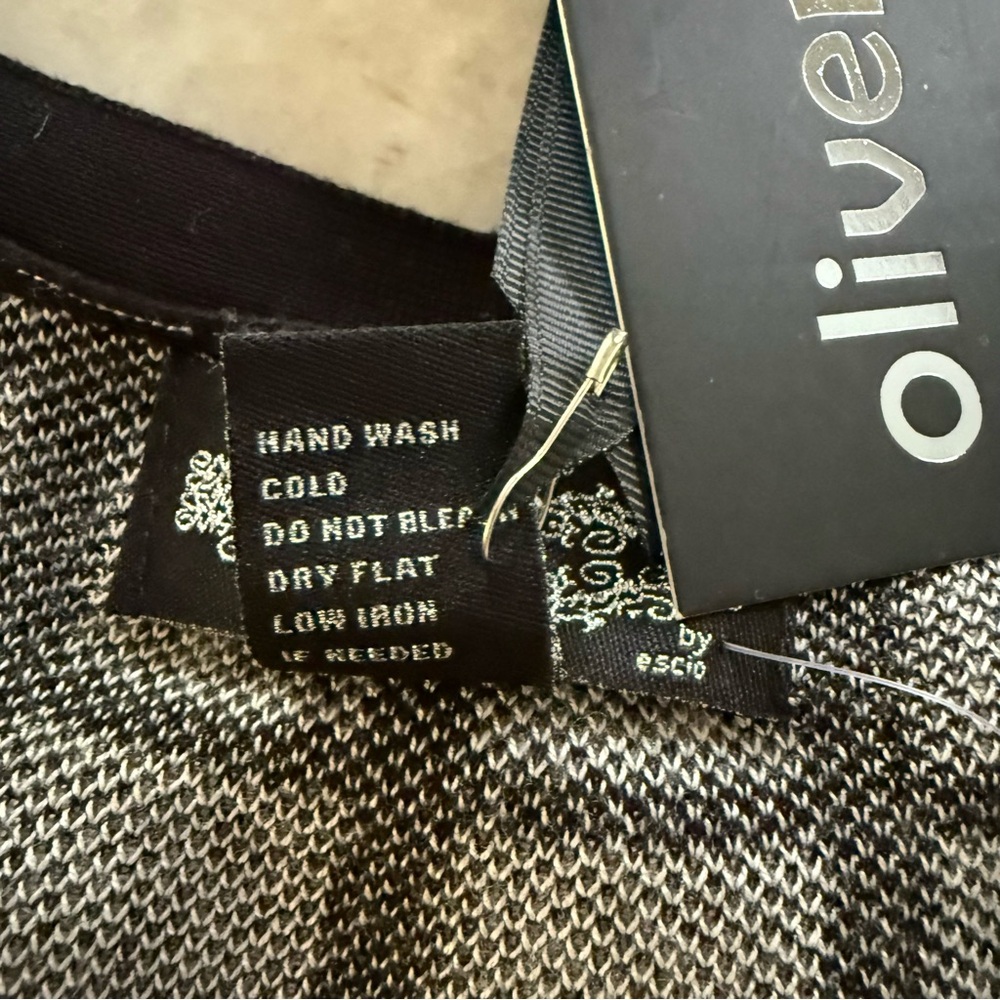 HAND WASH
COLD
DO NOT BLEA
DRY FLAT
LOW IRON
IF NEEDED
by
escio
olive